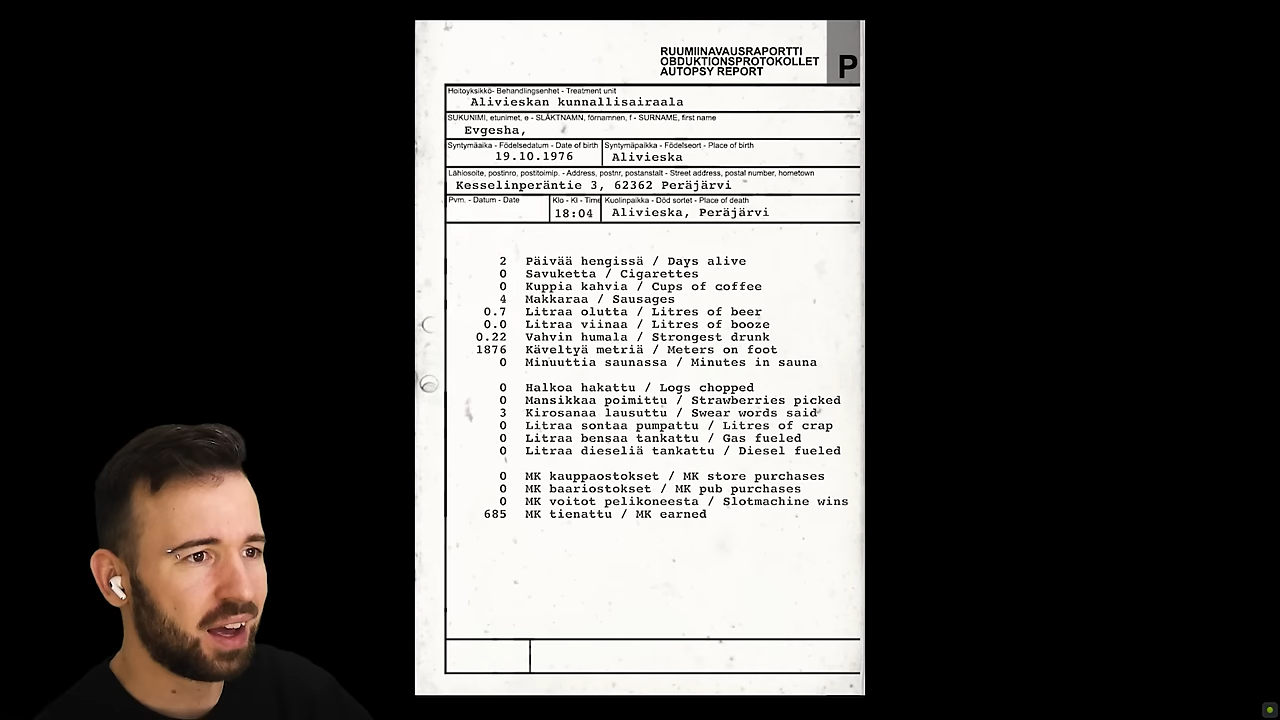 RUUMIINAVAUSRAPORTTI
OBDUKTIONSPROTOKOLLET
AUTOPSY REPORT
P
Hoitoyksikkö- Behandlingsenhet - Treatment unit
Alivieskan kunnallisairaala
SUKUNIMI, etunimet, e - SLÄKTNAMN, förnamnen, f - SURNAME, first name
Evgesha,
Syntymäaika - Födelsedatum - Date of birth
Syntymäpaikka - Födelseort - Place of birth
19.10.1976
Alivieska
Lähiosoite, postinro, postitoimip. - Address, postnr, postanstalt - Street address, postal number, hometown
Kesselinperäntie 3, 62362 Peräjärvi
Pvm. - Datum - Date
Klo - Kl - Time
Kuolinpaikka - Död sortet - Place of death
18:04
Alivieska, Peräjärvi
2 Päivää hengissä / Days alive
0 Savuketta / Cigarettes
0 Kuppia kahvia / Cups of coffee
4 Makkaraa / Sausages
0.7 Litraa olutta / Litres of beer
0.0 Litraa viinaa / Litres of booze
0.22 Vahvin humala / Strongest drunk
1876 Käveltyä metriä / Meters on foot
0 Minuuttia saunassa / Minutes in sauna
0 Halkoa hakattu / Logs chopped
0 Mansikkaa poimittu / Strawberries picked
3 Kirosanaa lausuttu / Swear words said
0 Litraa sontaa pumpattu / Litres of crap
0 Litraa bensaa tankattu / Gas fueled
0 Litraa dieseliä tankattu / Diesel fueled
0 MK kauppaostokset / MK store purchases
0 MK baariostokset / MK pub purchases
0 MK voitot pelikoneesta / Slotmachine wins
685 MK tienattu / MK earned